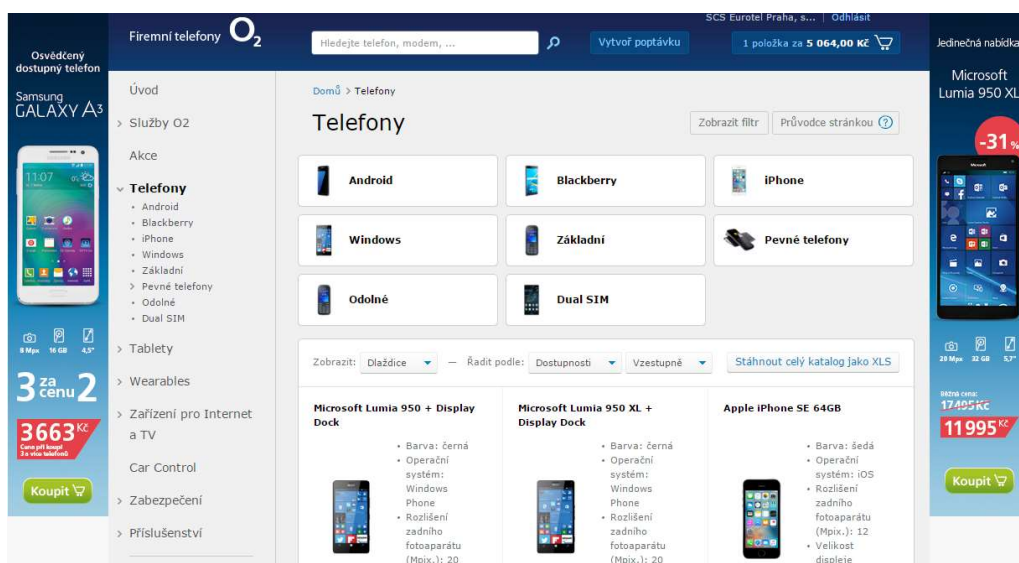 Osvědčený
dostupný telefon
Samsung
GALAXY A3
11:07
8 Mpx 16 GB 4,5"
3 za cenu 2
3663 Kč
Cena při koupi
3 a více telefonů
Koupit
Firemní telefony O2
Hledejte telefon, modem, ...
Vytvoř poptávku
SCS Eurotel Praha, s... | Odhlásit
1 položka za 5 064,00 Kč
Úvod
> Služby O2
Akce
Telefony
• Android
• Blackberry
• iPhone
• Windows
• Základní
> Pevné telefony
• Odolné
• Dual SIM
> Tablety
> Wearables
> Zařízení pro Internet
a TV
Car Control
> Zabezpečení
> Příslušenství
Domů > Telefony
Telefony
Zobrazit filtr
Průvodce stránkou ?
Android
Blackberry
iPhone
Windows
Základní
Pevné telefony
Odolné
Dual SIM
Zobrazit: Dlaždice — Řadit podle: Dostupnosti Vzestupně Stáhnout celý katalog jako XLS
Microsoft Lumia 950 + Display
Dock
• Barva: černá
• Operační
systém:
Windows
Phone
• Rozlišení
zadního
fotoaparátu
(Mpix.): 20
Microsoft Lumia 950 XL +
Display Dock
• Barva: černá
• Operační
systém:
Windows
Phone
• Rozlišení
zadního
fotoaparátu
(Mpix.): 20
Apple iPhone SE 64GB
• Barva: šedá
• Operační
systém: iOS
• Rozlišení
zadního
fotoaparátu
(Mpix.): 12
• Velikost
displeje
Jedinečná nabídka
Microsoft
Lumia 950 XL
-31 %
20 Mpx 32 GB 5,7"
Běžná cena:
17495 Kč
11995 Kč
Koupit